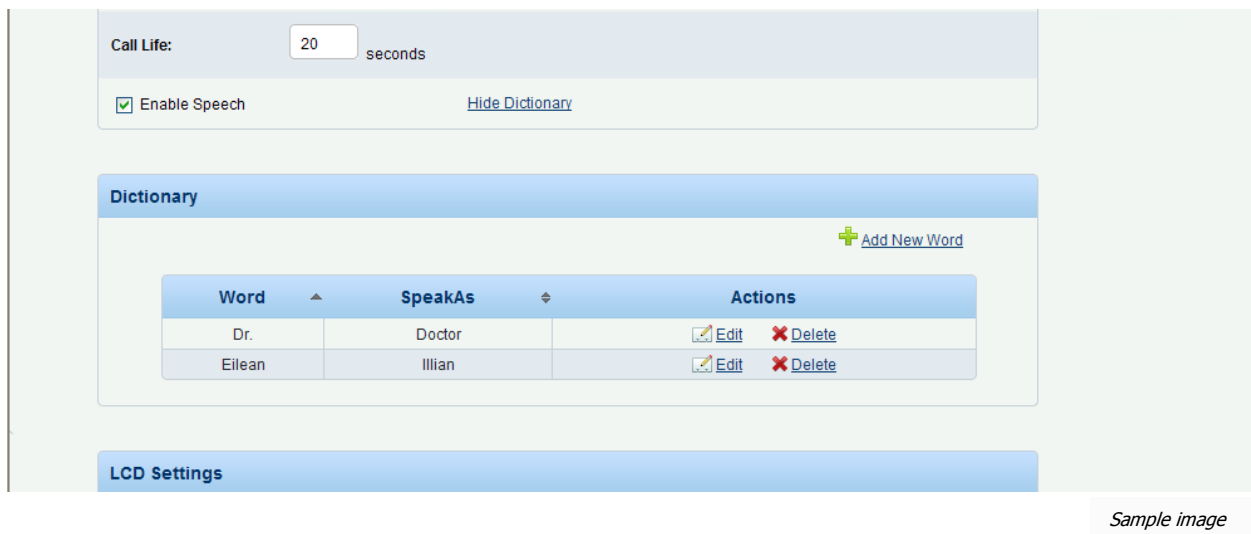 Call Life: 20 seconds
Enable Speech Hide Dictionary
Dictionary
Add New Word
Word SpeakAs Actions
Dr. Doctor Edit Delete
Eilean Illian Edit Delete
LCD Settings
Sample image